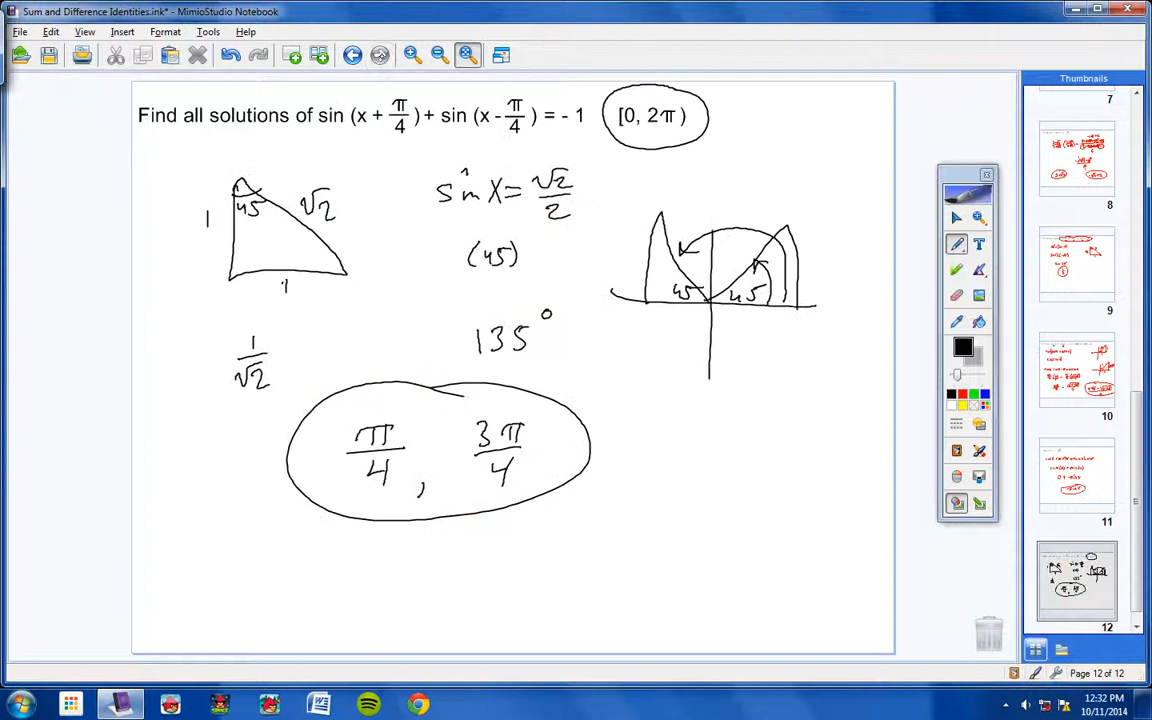 Sum and Difference Identities.ink* - MimioStudio Notebook
File Edit View Insert Format Tools Help
Thumbnails
7
8
9
10
11
12
Find all solutions of sin (x + π/4) + sin (x - π/4) = - 1 [0, 2π)
1 45 √2
1
1/√2
sin X = √2/2
(45)
135°
45 45
π/4 , 3π/4
Page 12 of 12
12:32 PM
10/11/2014